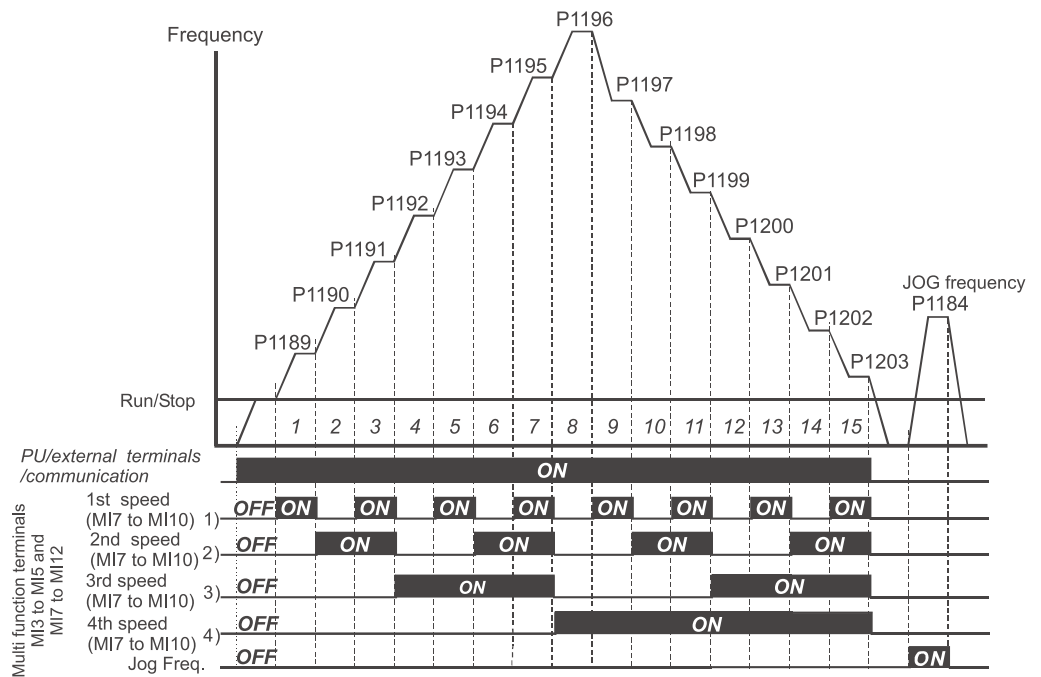 P1196
Frequency
P1195
P1197
P1194
P1198
P1193
P1199
P1192
P1200
P1191
P1201
JOG frequency
P1190
P1184
P1202
P1189
P1203
Run/Stop
1 2 3 4 5 6 7 8 9 10 11 12 13 14 15
PU/external terminals
/communication
ON
Multi function terminals
MI3 to MI5 and
MI7 to MI12
1st speed
(MI7 to MI10) 1)
OFF ON ON ON ON ON ON ON ON
2nd speed
(MI7 to MI10) 2)
OFF ON ON ON ON
3rd speed
(MI7 to MI10) 3)
OFF ON ON
4th speed
(MI7 to MI10) 4)
OFF ON
Jog Freq.
OFF ON